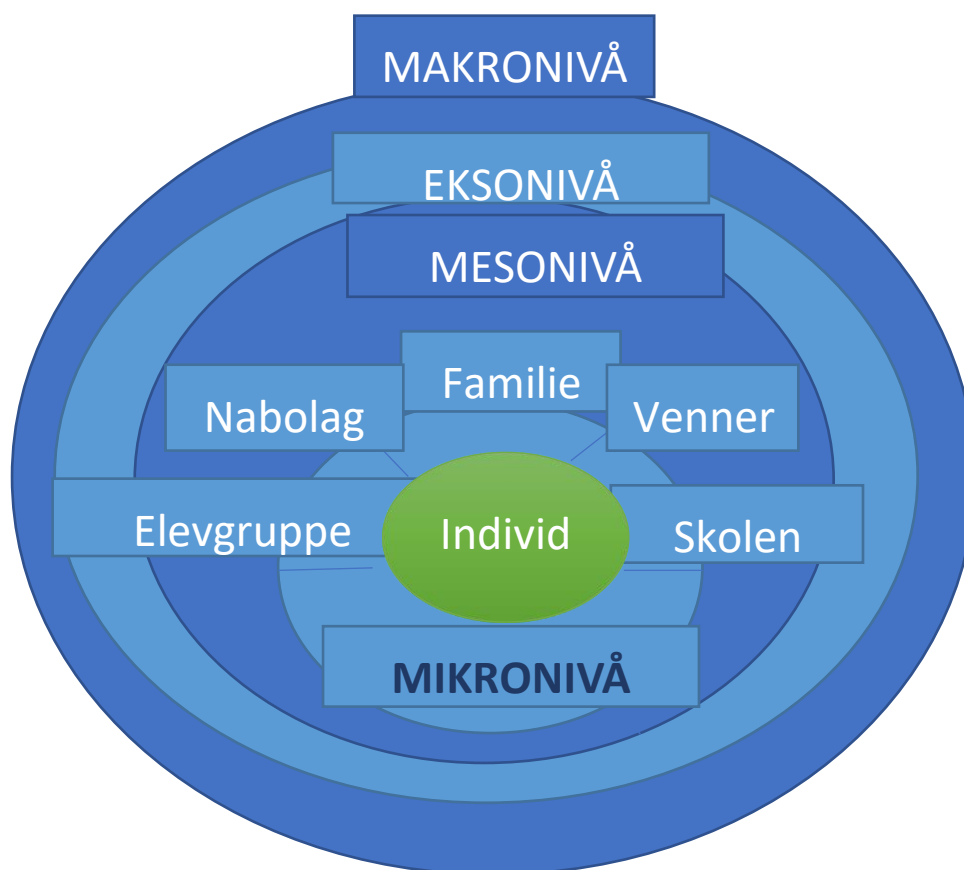 MAKRONIVÅ
EKSONIVÅ
MESONIVÅ
Familie
Nabolag
Venner
Elevgruppe
Individ
Skolen
MIKRONIVÅ